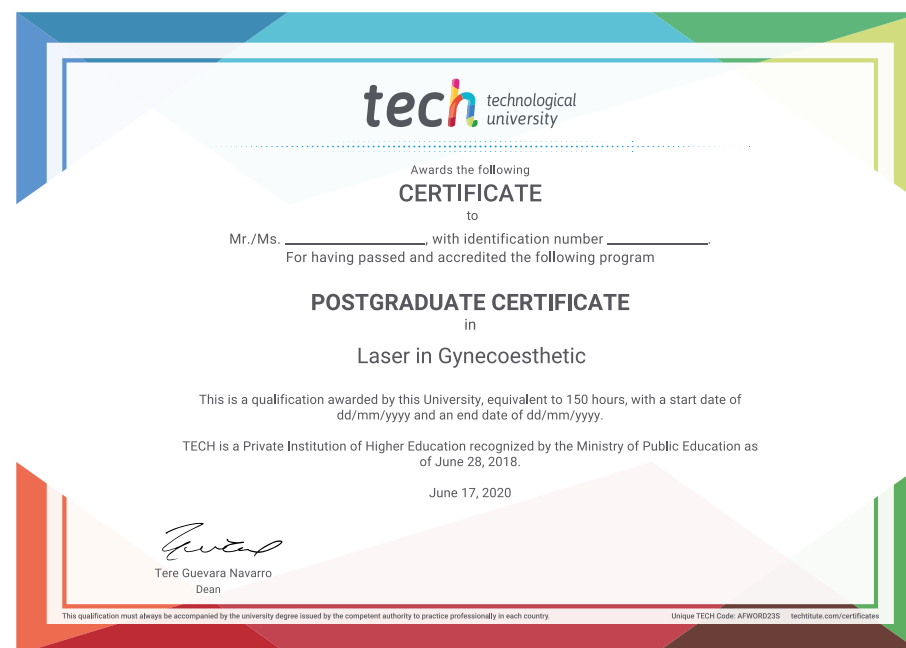 tech technological
university
Awards the following
CERTIFICATE
to
Mr./Ms. ____________________, with identification number ______________.
For having passed and accredited the following program
POSTGRADUATE CERTIFICATE
in
Laser in Gynecoesthetic
This is a qualification awarded by this University, equivalent to 150 hours, with a start date of
dd/mm/yyyy and an end date of dd/mm/yyyy.
TECH is a Private Institution of Higher Education recognized by the Ministry of Public Education as
of June 28, 2018.
June 17, 2020
Tere Guevara Navarro
Dean
This qualification must always be accompanied by the university degree issued by the competent authority to practice professionally in each country.
Unique TECH Code: AFWORD23S techtitute.com/certificates